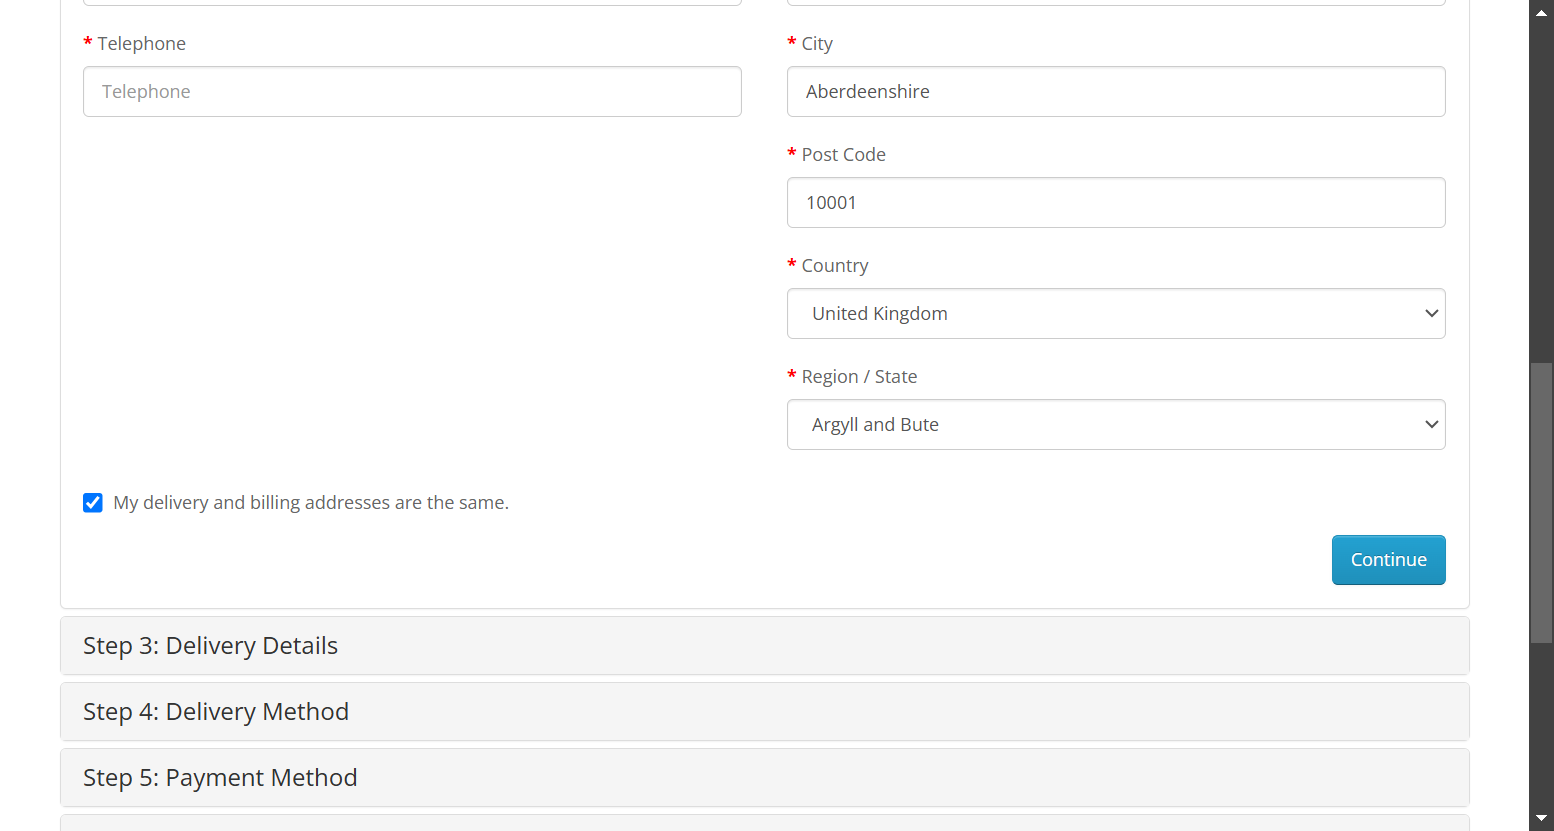 * Telephone
Telephone
* City
Aberdeenshire
* Post Code
10001
* Country
United Kingdom
* Region / State
Argyll and Bute
My delivery and billing addresses are the same.
Continue
Step 3: Delivery Details
Step 4: Delivery Method
Step 5: Payment Method